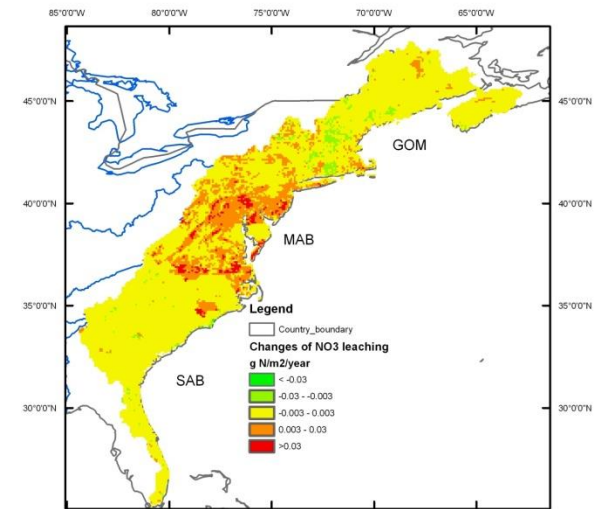 85°0'0"W 80°0'0"W 75°0'0"W 70°0'0"W 65°0'0"W
45°0'0"N 45°0'0"N
GOM
40°0'0"N 40°0'0"N
MAB
35°0'0"N 35°0'0"N
Legend
Country_boundary
Changes of NO3 leaching
g N/m2/year
SAB
< -0.03
-0.03 - -0.003
30°0'0"N 30°0'0"N
-0.003 - 0.003
0.003 - 0.03
>0.03